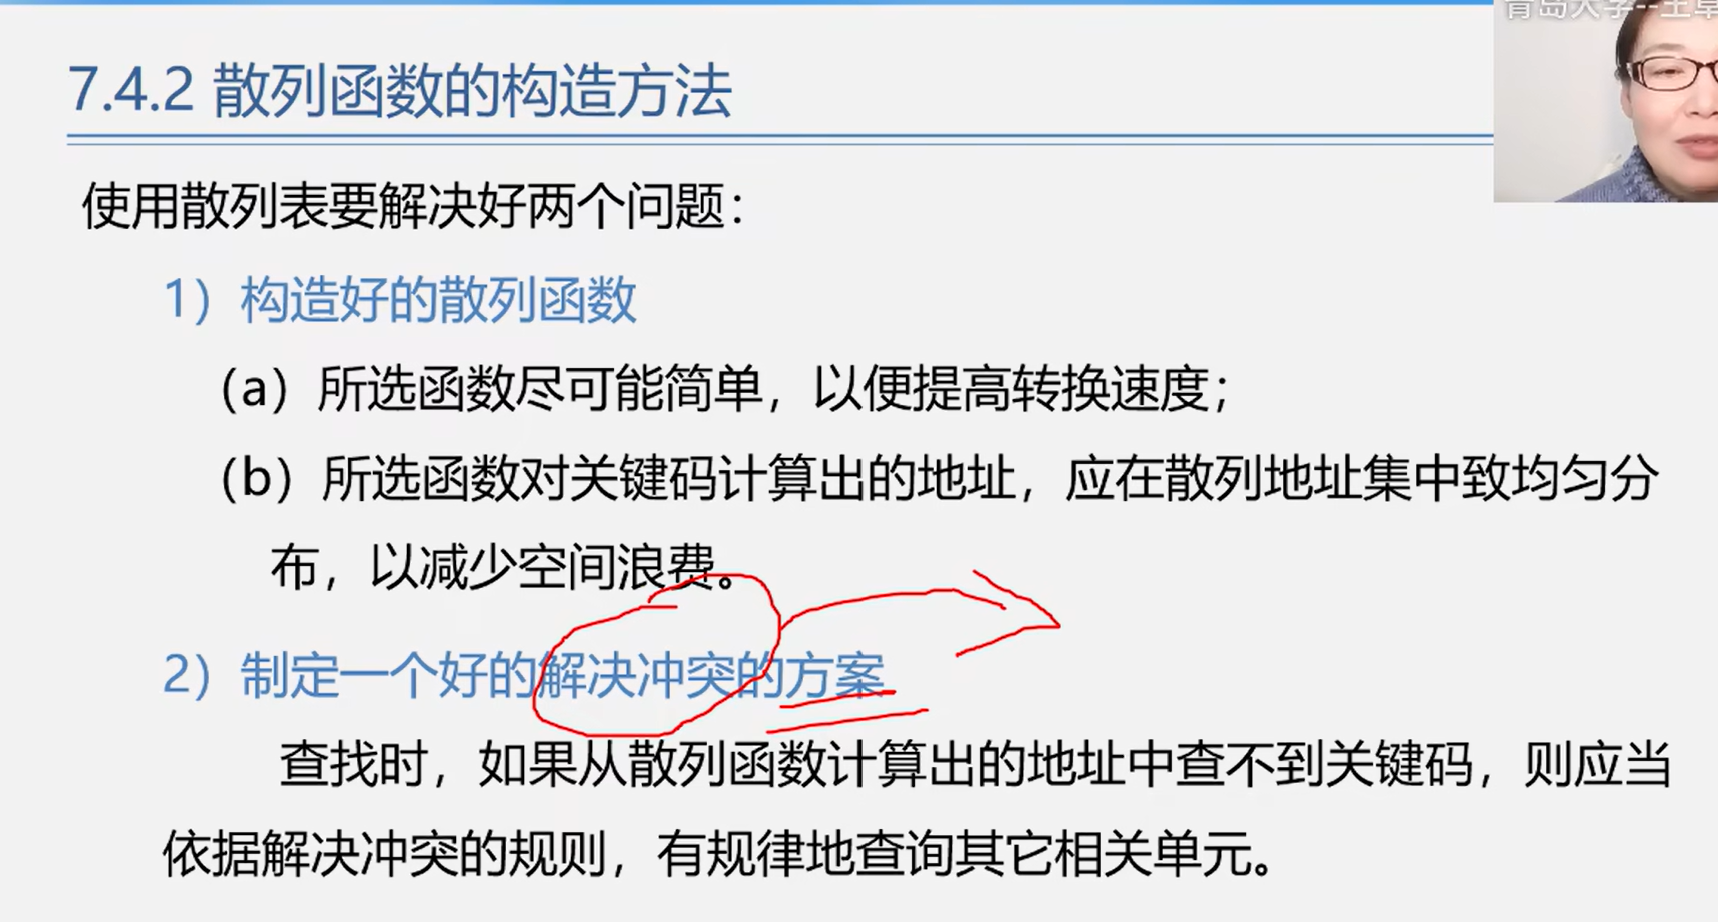 青岛大学--王卓
7.4.2 散列函数的构造方法
使用散列表要解决好两个问题：
1）构造好的散列函数
（a）所选函数尽可能简单，以便提高转换速度；
（b）所选函数对关键码计算出的地址，应在散列地址集中致均匀分
布，以减少空间浪费。
2）制定一个好的解决冲突的方案
查找时，如果从散列函数计算出的地址中查不到关键码，则应当
依据解决冲突的规则，有规律地查询其它相关单元。